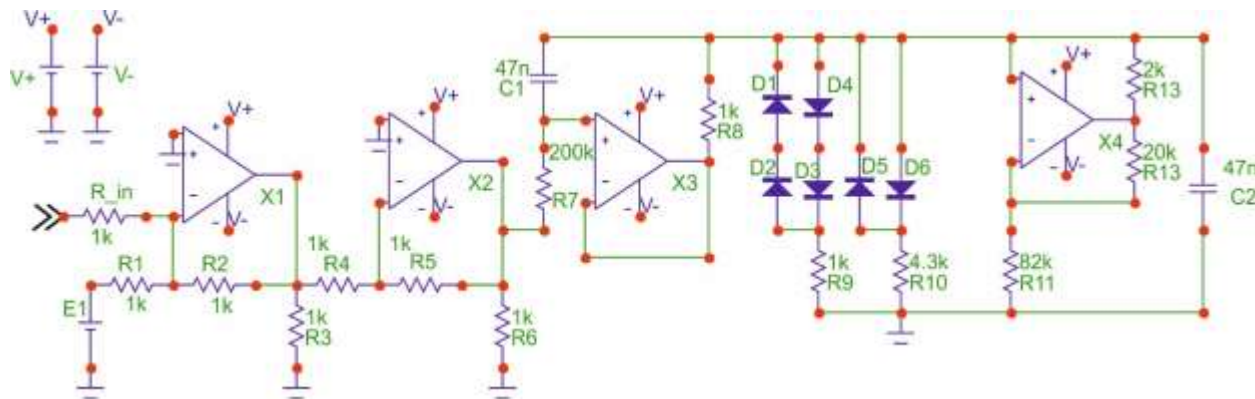 V+ V-
V+ V-
R_in
1k
R1
1k
R2
1k
E1
+
-
+
V+
-
V-
X1
1k
R3
1k
R4
1k
R5
+
-
+
V+
-
V-
X2
1k
R6
47n
C1
200k
R7
+
-
+
V+
-
V-
X3
1k
R8
D1
D4
D2
D3
D5
D6
1k
R9
4.3k
R10
+
-
+
V+
-
V-
X4
2k
R13
20k
R13
82k
R11
47n
C2